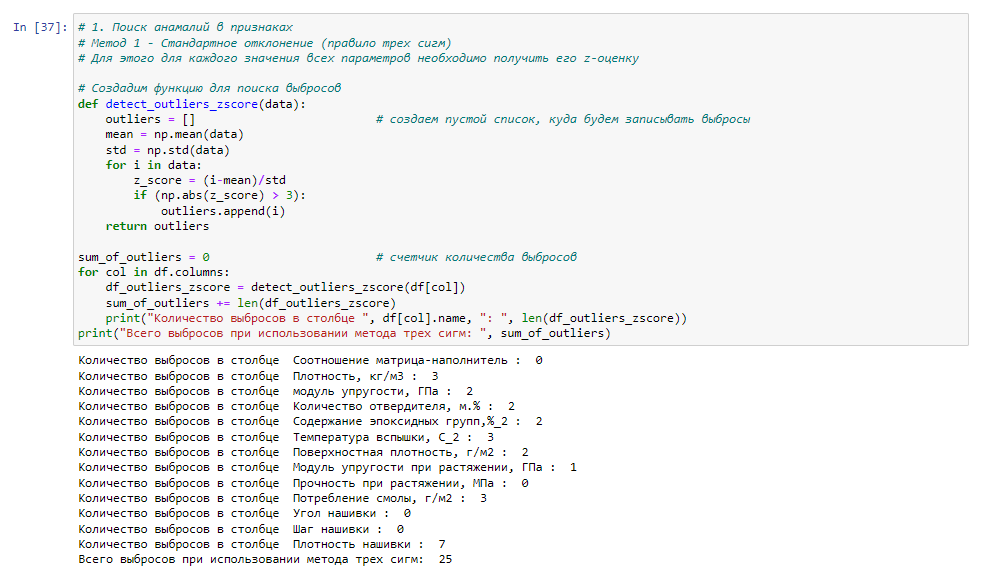 In [37]:
# 1. Поиск анамалий в признаках
# Метод 1 - Стандартное отклонение (правило трех сигм)
# Для этого для каждого значения всех параметров необходимо получить его z-оценку

# Создадим функцию для поиска выбросов
def detect_outliers_zscore(data):
    outliers = []                          # создаем пустой список, куда будем записывать выбросы
    mean = np.mean(data)
    std = np.std(data)
    for i in data:
        z_score = (i-mean)/std
        if (np.abs(z_score) > 3):
            outliers.append(i)
    return outliers

sum_of_outliers = 0                        # счетчик количества выбросов
for col in df.columns:
    df_outliers_zscore = detect_outliers_zscore(df[col])
    sum_of_outliers += len(df_outliers_zscore)
    print("Количество выбросов в столбце ", df[col].name, ": ", len(df_outliers_zscore))
print("Всего выбросов при использовании метода трех сигм: ", sum_of_outliers)

Количество выбросов в столбце  Соотношение матрица-наполнитель :  0
Количество выбросов в столбце  Плотность, кг/м3 :  3
Количество выбросов в столбце  модуль упругости, ГПа :  2
Количество выбросов в столбце  Количество отвердителя, м.% :  2
Количество выбросов в столбце  Содержание эпоксидных групп,%_2 :  2
Количество выбросов в столбце  Температура вспышки, С_2 :  3
Количество выбросов в столбце  Поверхностная плотность, г/м2 :  2
Количество выбросов в столбце  Модуль упругости при растяжении, ГПа :  1
Количество выбросов в столбце  Прочность при растяжении, МПа :  0
Количество выбросов в столбце  Потребление смолы, г/м2 :  3
Количество выбросов в столбце  Угол нашивки :  0
Количество выбросов в столбце  Шаг нашивки :  0
Количество выбросов в столбце  Плотность нашивки :  7
Всего выбросов при использовании метода трех сигм:  25